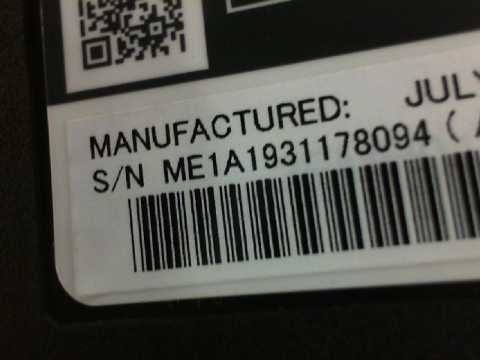 MANUFACTURED: JULY
S/N ME1A1931178094 (